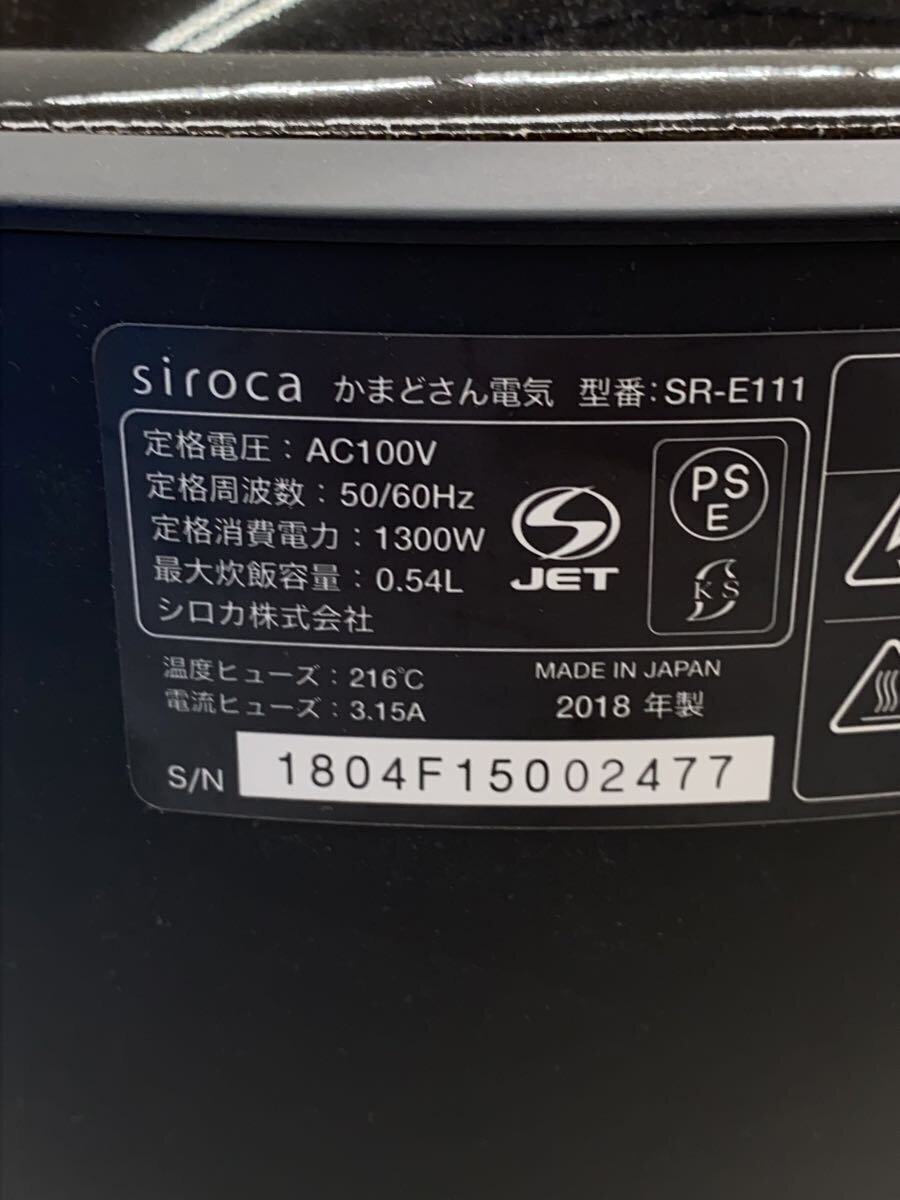 siroca かまどさん電気 型番:SR-E111
定格電圧：AC100V
定格周波数：50/60Hz
定格消費電力：1300W
最大炊飯容量：0.54L
シロカ株式会社
JET
PS
E
KS
温度ヒューズ：216℃
電流ヒューズ：3.15A
MADE IN JAPAN
2018 年製
S/N 1804F15002477